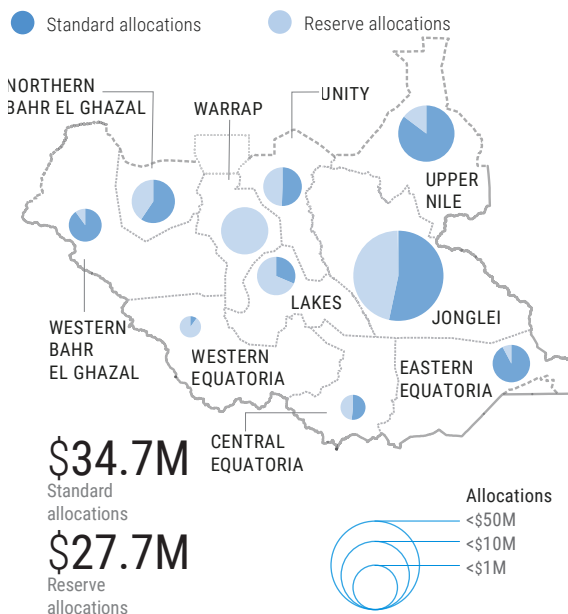 Standard allocations
Reserve allocations
NORTHERN
BAHR EL GHAZAL
WARRAP
UNITY
UPPER
NILE
LAKES
JONGLEI
WESTERN
BAHR
EL GHAZAL
WESTERN
EQUATORIA
EASTERN
EQUATORIA
CENTRAL
EQUATORIA
$34.7M
Standard
allocations
$27.7M
Reserve
allocations
Allocations
<$50M
<$10M
<$1M